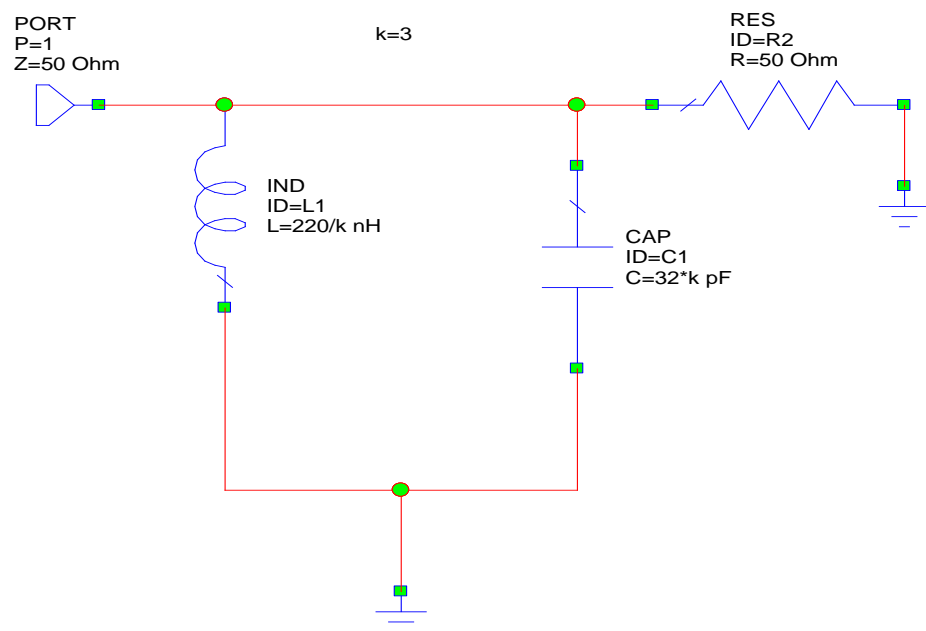 PORT
P=1
Z=50 Ohm
k=3
RES
ID=R2
R=50 Ohm
IND
ID=L1
L=220/k nH
CAP
ID=C1
C=32*k pF